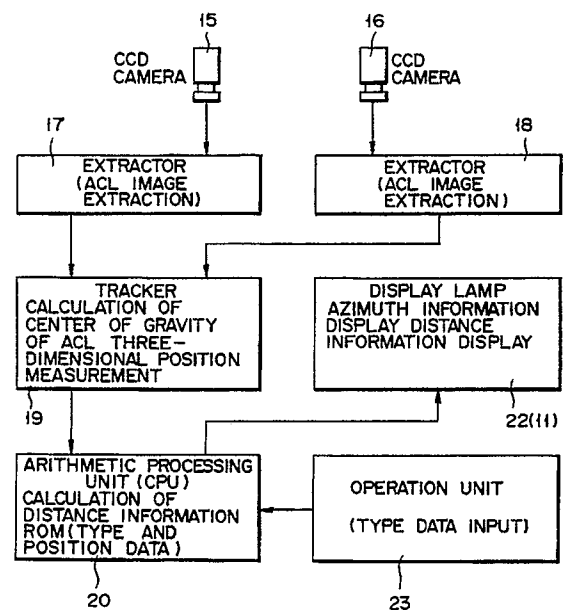 15
CCD
CAMERA
16
CCD
CAMERA
17
EXTRACTOR
(ACL IMAGE
EXTRACTION)
18
EXTRACTOR
(ACL IMAGE
EXTRACTION)
TRACKER
CALCULATION OF
CENTER OF GRAVITY
OF ACL THREE-
DIMENSIONAL POSITION
MEASUREMENT
19
DISPLAY LAMP
AZIMUTH INFORMATION
DISPLAY DISTANCE
INFORMATION DISPLAY
22(11)
ARITHMETIC PROCESSING
UNIT (CPU)
CALCULATION OF
DISTANCE INFORMATION
ROM(TYPE AND
POSITION DATA)
20
OPERATION UNIT
(TYPE DATA INPUT)
23